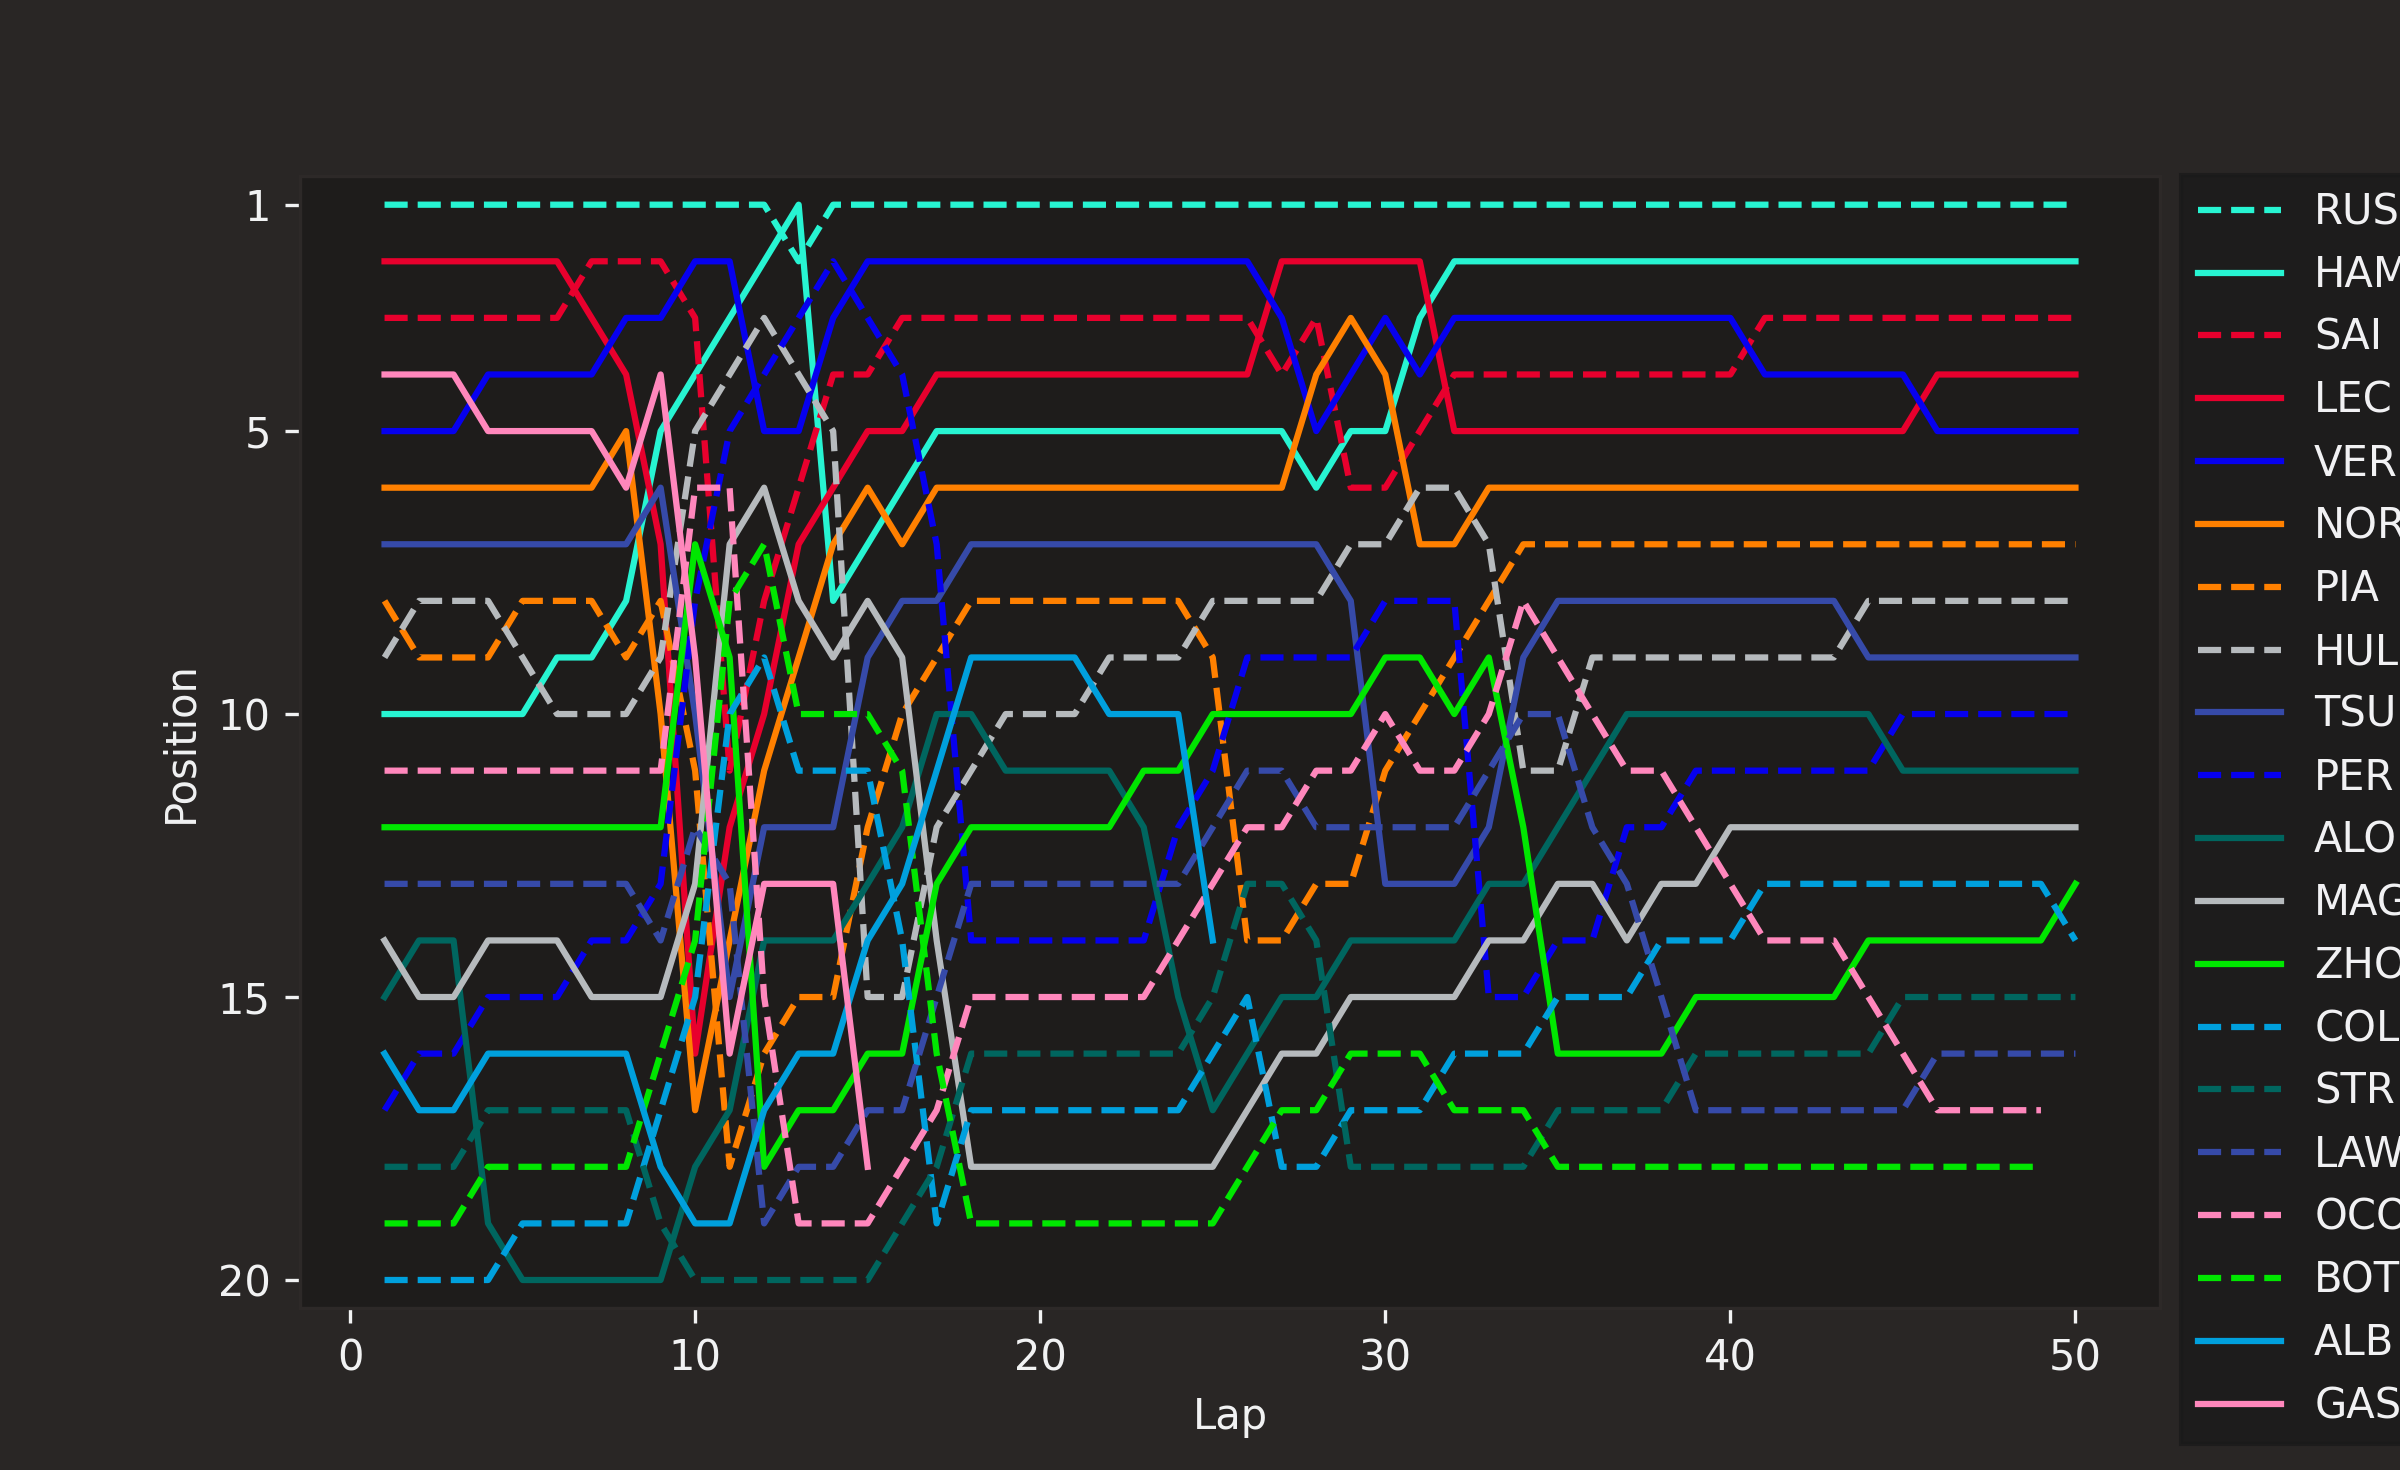 1
5
10
15
20
Position
0 10 20 30 40 50
Lap
RUS
HAM
SAI
LEC
VER
NOR
PIA
HUL
TSU
PER
ALO
MAG
ZHO
COL
STR
LAW
OCO
BOT
ALB
GAS